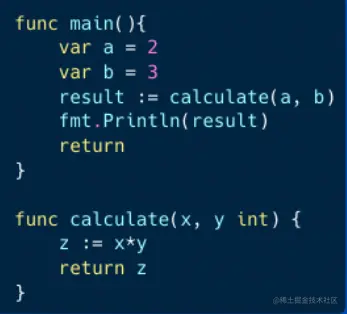 func main(){
    var a = 2
    var b = 3
    result := calculate(a, b)
    fmt.Println(result)
    return
}

func calculate(x, y int) {
    z := x*y
    return z
}
@稀土掘金技术社区